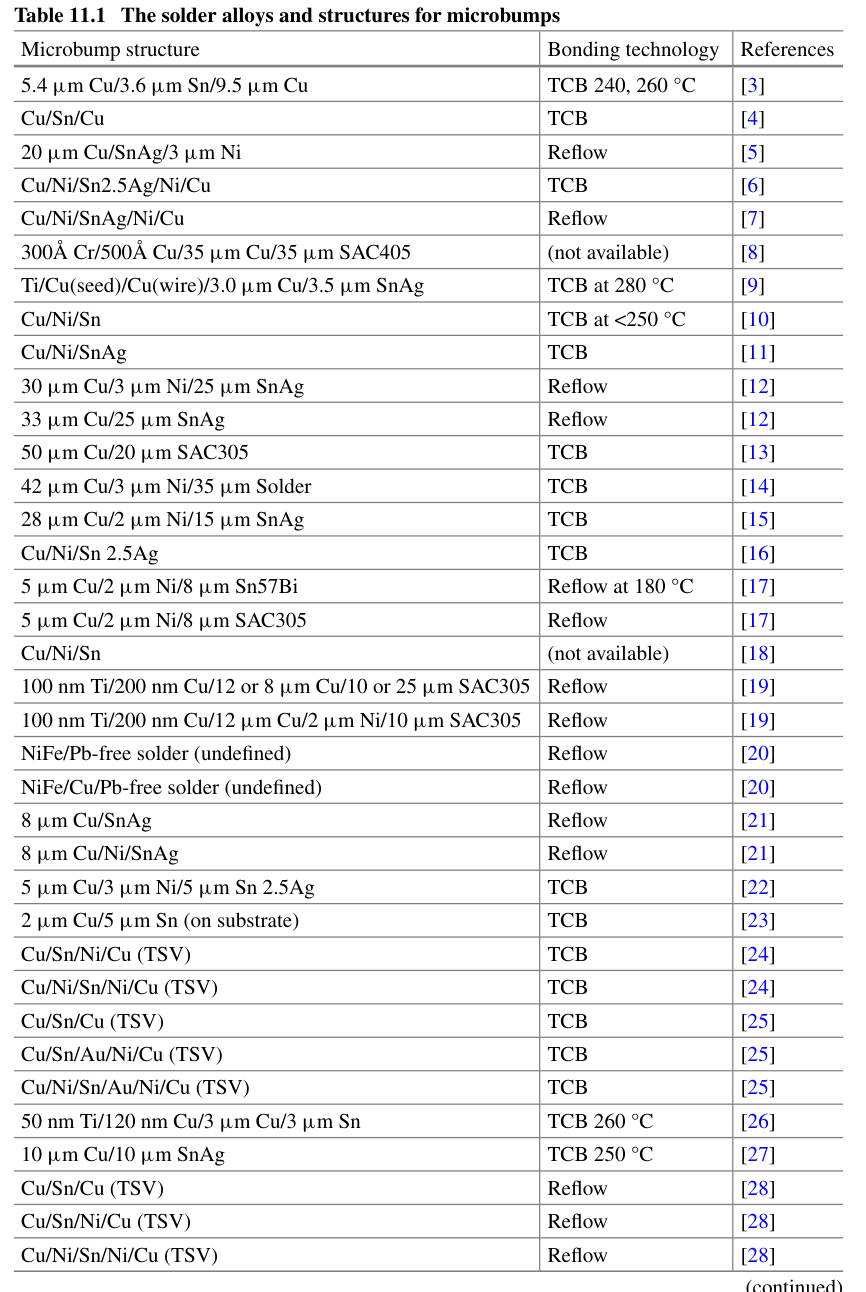 Table 11.1 The solder alloys and structures for microbumps
Microbump structure Bonding technology References
5.4 μm Cu/3.6 μm Sn/9.5 μm Cu TCB 240, 260 °C [3]
Cu/Sn/Cu TCB [4]
20 μm Cu/SnAg/3 μm Ni Reflow [5]
Cu/Ni/Sn2.5Ag/Ni/Cu TCB [6]
Cu/Ni/SnAg/Ni/Cu Reflow [7]
300Å Cr/500Å Cu/35 μm Cu/35 μm SAC405 (not available) [8]
Ti/Cu(seed)/Cu(wire)/3.0 μm Cu/3.5 μm SnAg TCB at 280 °C [9]
Cu/Ni/Sn TCB at <250 °C [10]
Cu/Ni/SnAg TCB [11]
30 μm Cu/3 μm Ni/25 μm SnAg Reflow [12]
33 μm Cu/25 μm SnAg Reflow [12]
50 μm Cu/20 μm SAC305 TCB [13]
42 μm Cu/3 μm Ni/35 μm Solder TCB [14]
28 μm Cu/2 μm Ni/15 μm SnAg TCB [15]
Cu/Ni/Sn 2.5Ag TCB [16]
5 μm Cu/2 μm Ni/8 μm Sn57Bi Reflow at 180 °C [17]
5 μm Cu/2 μm Ni/8 μm SAC305 Reflow [17]
Cu/Ni/Sn (not available) [18]
100 nm Ti/200 nm Cu/12 or 8 μm Cu/10 or 25 μm SAC305 Reflow [19]
100 nm Ti/200 nm Cu/12 μm Cu/2 μm Ni/10 μm SAC305 Reflow [19]
NiFe/Pb-free solder (undefined) Reflow [20]
NiFe/Cu/Pb-free solder (undefined) Reflow [20]
8 μm Cu/SnAg Reflow [21]
8 μm Cu/Ni/SnAg Reflow [21]
5 μm Cu/3 μm Ni/5 μm Sn 2.5Ag TCB [22]
2 μm Cu/5 μm Sn (on substrate) TCB [23]
Cu/Sn/Ni/Cu (TSV) TCB [24]
Cu/Ni/Sn/Ni/Cu (TSV) TCB [24]
Cu/Sn/Cu (TSV) TCB [25]
Cu/Sn/Au/Ni/Cu (TSV) TCB [25]
Cu/Ni/Sn/Au/Ni/Cu (TSV) TCB [25]
50 nm Ti/120 nm Cu/3 μm Cu/3 μm Sn TCB 260 °C [26]
10 μm Cu/10 μm SnAg TCB 250 °C [27]
Cu/Sn/Cu (TSV) Reflow [28]
Cu/Sn/Ni/Cu (TSV) Reflow [28]
Cu/Ni/Sn/Ni/Cu (TSV) Reflow [28]
(continued)